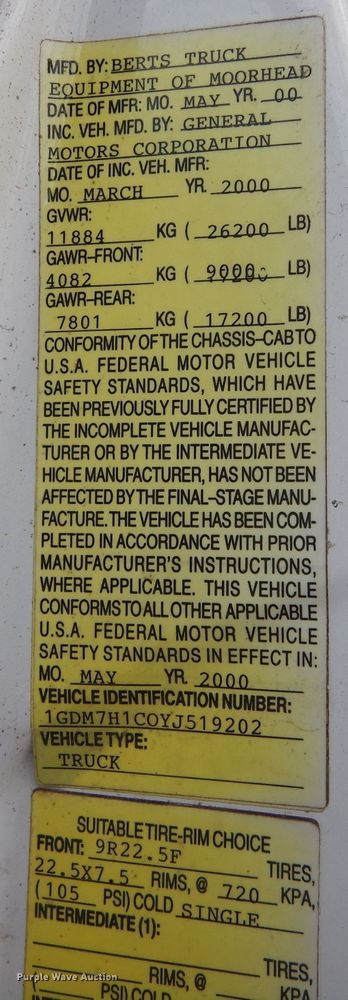 MFD. BY: BERTS TRUCK
EQUIPMENT OF MOORHEAD
DATE OF MFR: MO. MAY YR. 00
INC. VEH. MFD. BY: GENERAL
MOTORS CORPORATION
DATE OF INC. VEH. MFR:
MO. MARCH YR. 2000
GVWR:
11884 KG ( 26200 LB)
GAWR–FRONT:
4082 KG ( 9000 LB)
GAWR–REAR:
7801 KG ( 17200 LB)
CONFORMITY OF THE CHASSIS–CAB TO
U.S.A. FEDERAL MOTOR VEHICLE
SAFETY STANDARDS, WHICH HAVE
BEEN PREVIOUSLY FULLY CERTIFIED BY
THE INCOMPLETE VEHICLE MANUFAC-
TURER OR BY THE INTERMEDIATE VE-
HICLE MANUFACTURER, HAS NOT BEEN
AFFECTED BY THE FINAL–STAGE MANU-
FACTURE. THE VEHICLE HAS BEEN COM-
PLETED IN ACCORDANCE WITH PRIOR
MANUFACTURER'S INSTRUCTIONS,
WHERE APPLICABLE. THIS VEHICLE
CONFORMS TO ALL OTHER APPLICABLE
U.S.A. FEDERAL MOTOR VEHICLE
SAFETY STANDARDS IN EFFECT IN:
MO. MAY YR. 2000
VEHICLE IDENTIFICATION NUMBER:
1GDM7H1C0YJ519202
VEHICLE TYPE:
TRUCK
SUITABLE TIRE-RIM CHOICE
FRONT: 9R22.5F TIRES,
22.5X7.5 RIMS, @ 720 KPA,
(105 PSI) COLD SINGLE
INTERMEDIATE (1):
TIRES,
RIMS, @ KPA
PSI) COLD
Purple Wave Auction